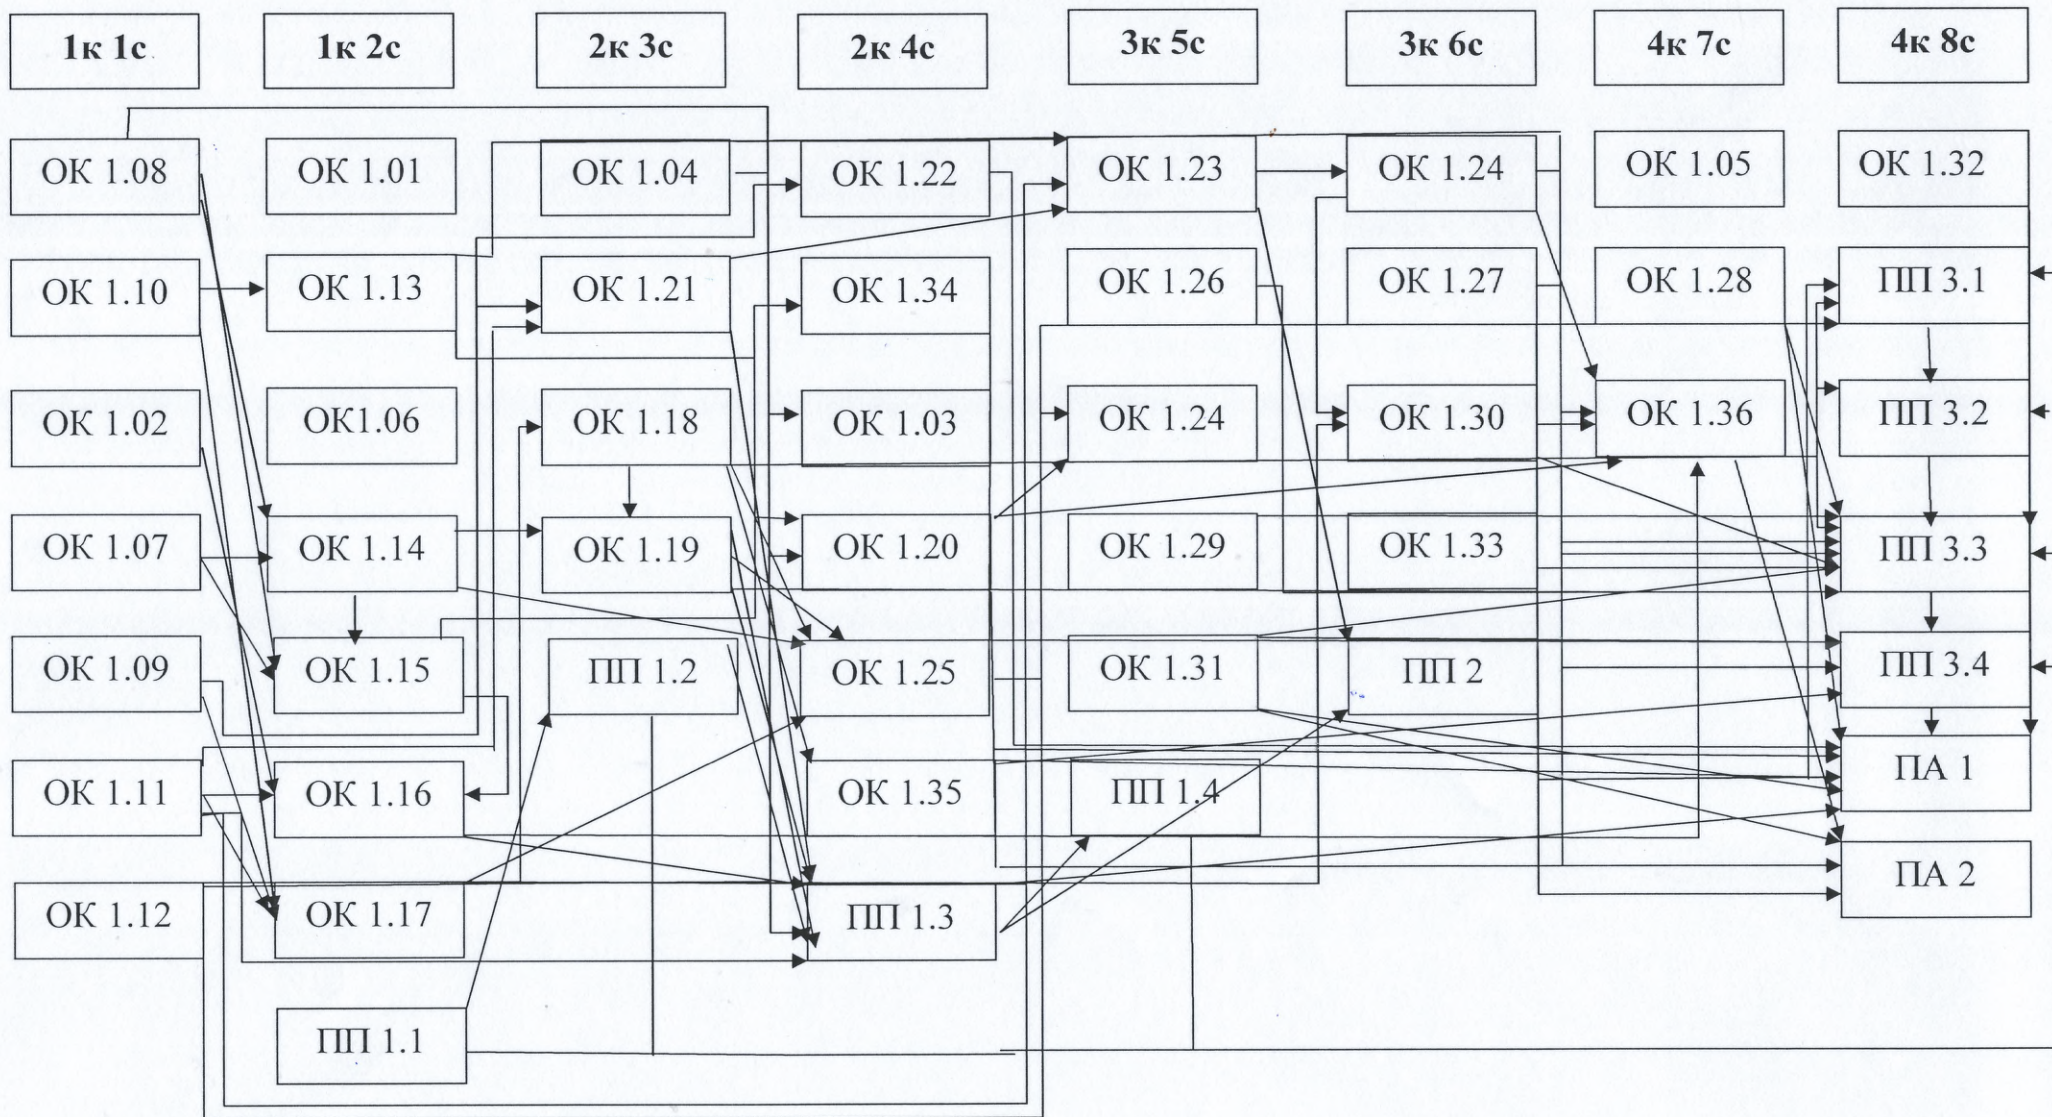 1к 1с 1к 2с 2к 3с 2к 4с 3к 5с 3к 6с 4к 7с 4к 8с
ОК 1.08 ОК 1.01 ОК 1.04 ОК 1.22 ОК 1.23 ОК 1.24 ОК 1.05 ОК 1.32
ОК 1.10 ОК 1.13 ОК 1.21 ОК 1.34 ОК 1.26 ОК 1.27 ОК 1.28 ПП 3.1
ОК 1.02 ОК1.06 ОК 1.18 ОК 1.03 ОК 1.24 ОК 1.30 ОК 1.36 ПП 3.2
ОК 1.07 ОК 1.14 ОК 1.19 ОК 1.20 ОК 1.29 ОК 1.33 ПП 3.3
ОК 1.09 ОК 1.15 ПП 1.2 ОК 1.25 ОК 1.31 ПП 2 ПП 3.4
ОК 1.11 ОК 1.16 ОК 1.35 ПП 1.4 ПА 1
ОК 1.12 ОК 1.17 ПП 1.3 ПА 2
ПП 1.1